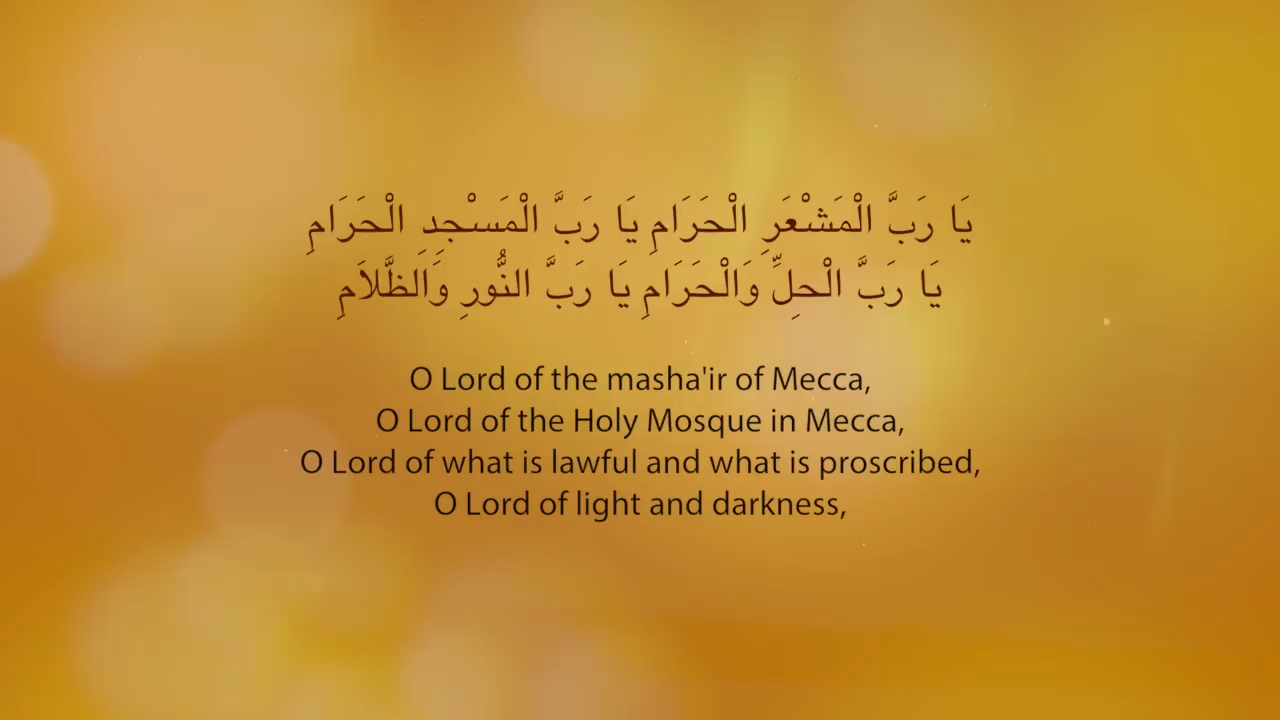 يَا رَبَّ الْمَشْعَرِ الْحَرَامِ يَا رَبَّ الْمَسْجِدِ الْحَرَامِ
يَا رَبَّ الْحِلِّ وَالْحَرَامِ يَا رَبَّ النُّورِ وَالظَّلاَمِ
O Lord of the masha'ir of Mecca,
O Lord of the Holy Mosque in Mecca,
O Lord of what is lawful and what is proscribed,
O Lord of light and darkness,